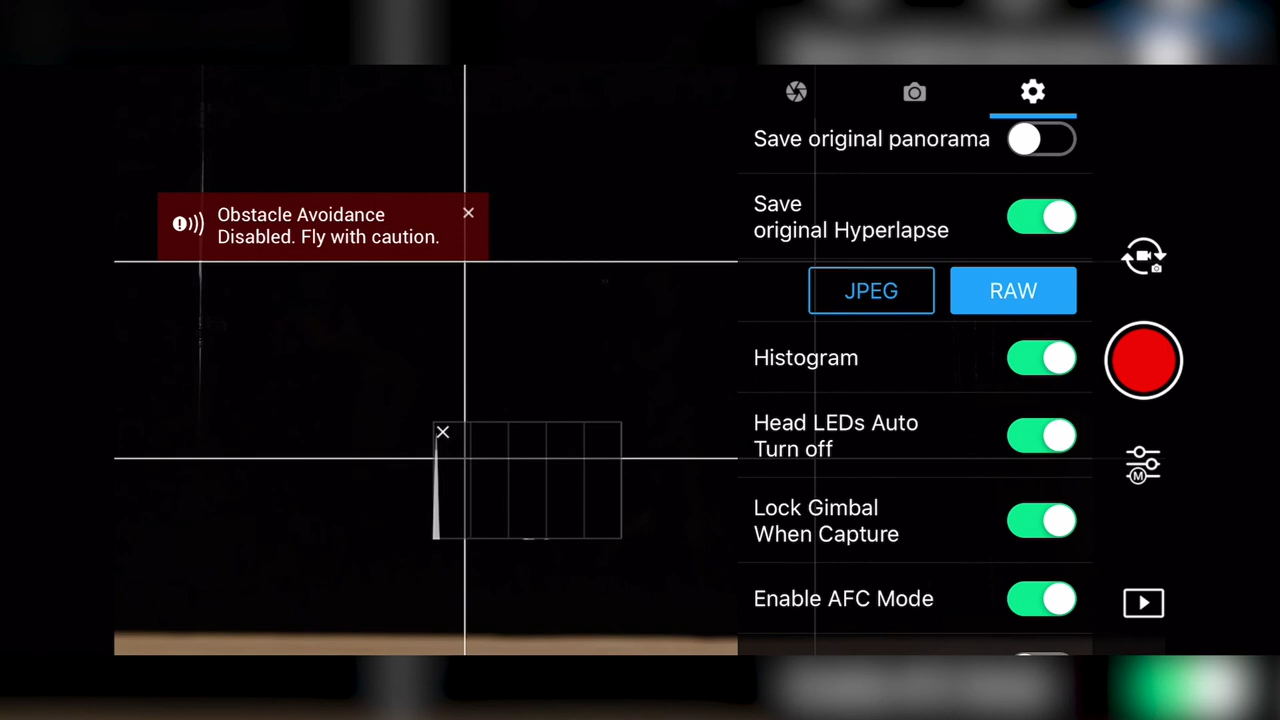 Save original panorama
Obstacle Avoidance
Disabled. Fly with caution.
Save
original Hyperlapse
JPEG
RAW
Histogram
Head LEDs Auto
Turn off
Lock Gimbal
When Capture
Enable AFC Mode
M